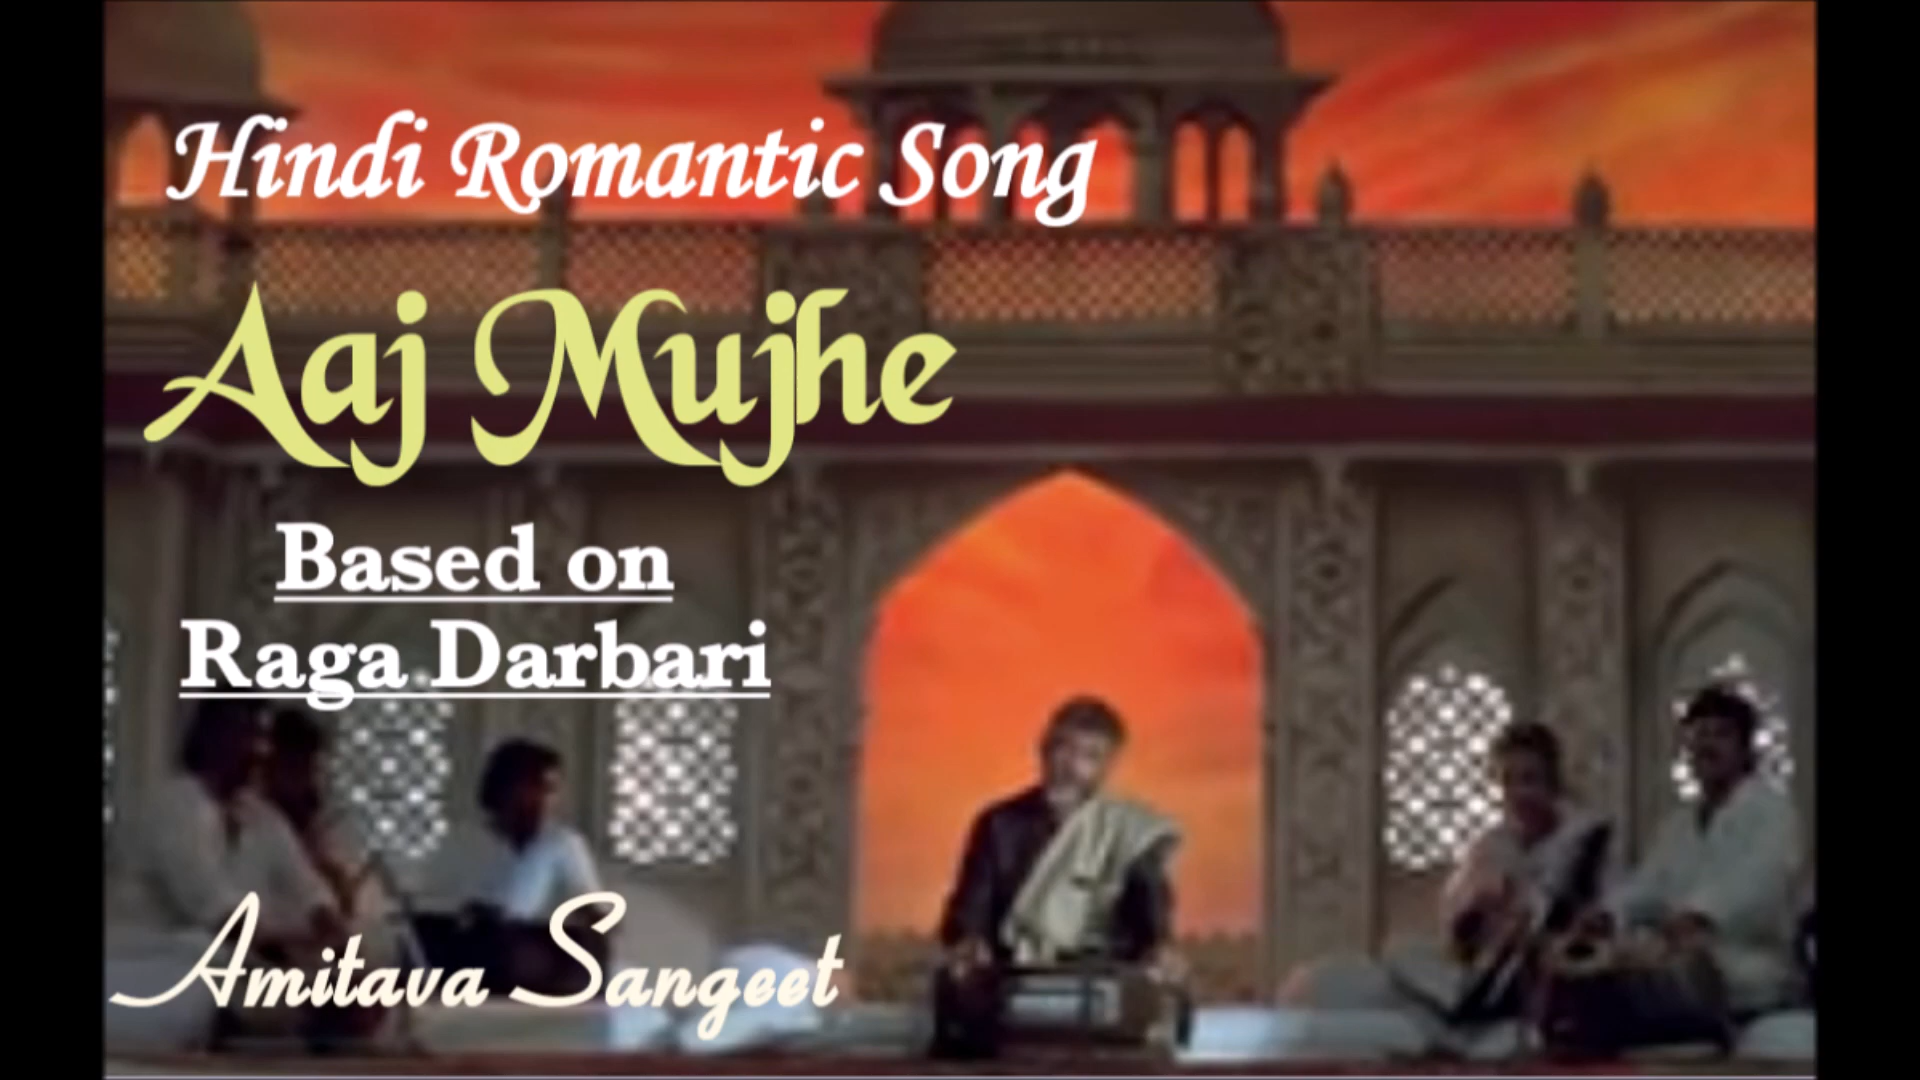 Hindi Romantic Song
Aaj Mujhe
Based on
Raga Darbari
Amitava Sangeet